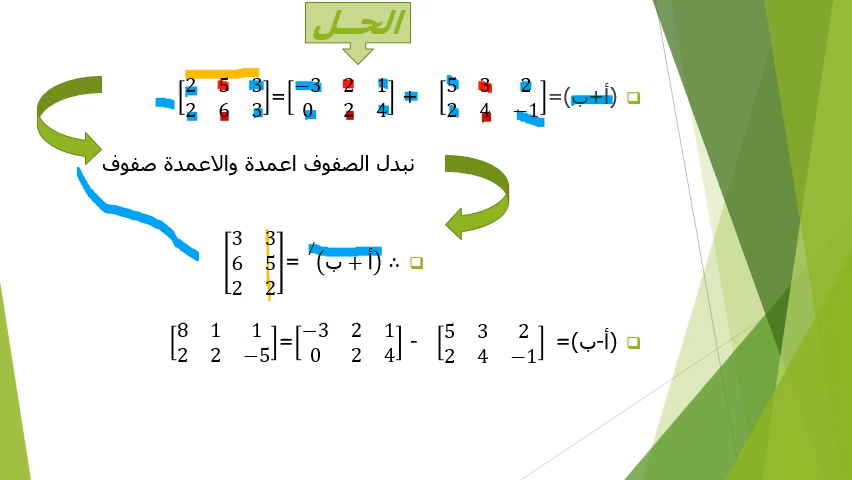 الحـــل
(أ+ب)= [5 3 2 + [−3 2 1 = [2 5 3
2 4 −1] 0 2 4] 2 6 3]
نبدل الصفوف اعمدة والاعمدة صفوف
∴ (أ + ب)/ = [3 3
6 5
2 2]
(أ-ب)= [5 3 2 - [−3 2 1 = [8 1 1
2 4 −1] 0 2 4] 2 2 −5]